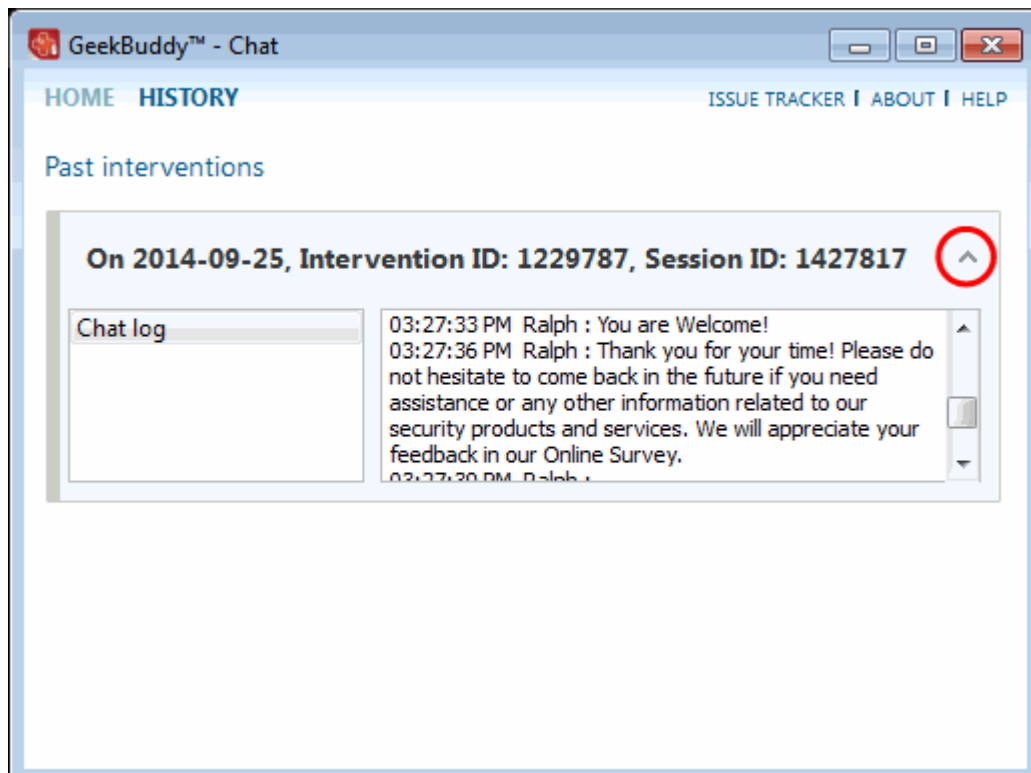 GeekBuddy™ - Chat
HOME HISTORY
ISSUE TRACKER | ABOUT | HELP
Past interventions
On 2014-09-25, Intervention ID: 1229787, Session ID: 1427817
Chat log
03:27:33 PM Ralph : You are Welcome!
03:27:36 PM Ralph : Thank you for your time! Please do
not hesitate to come back in the future if you need
assistance or any other information related to our
security products and services. We will appreciate your
feedback in our Online Survey.
PM Ralph :